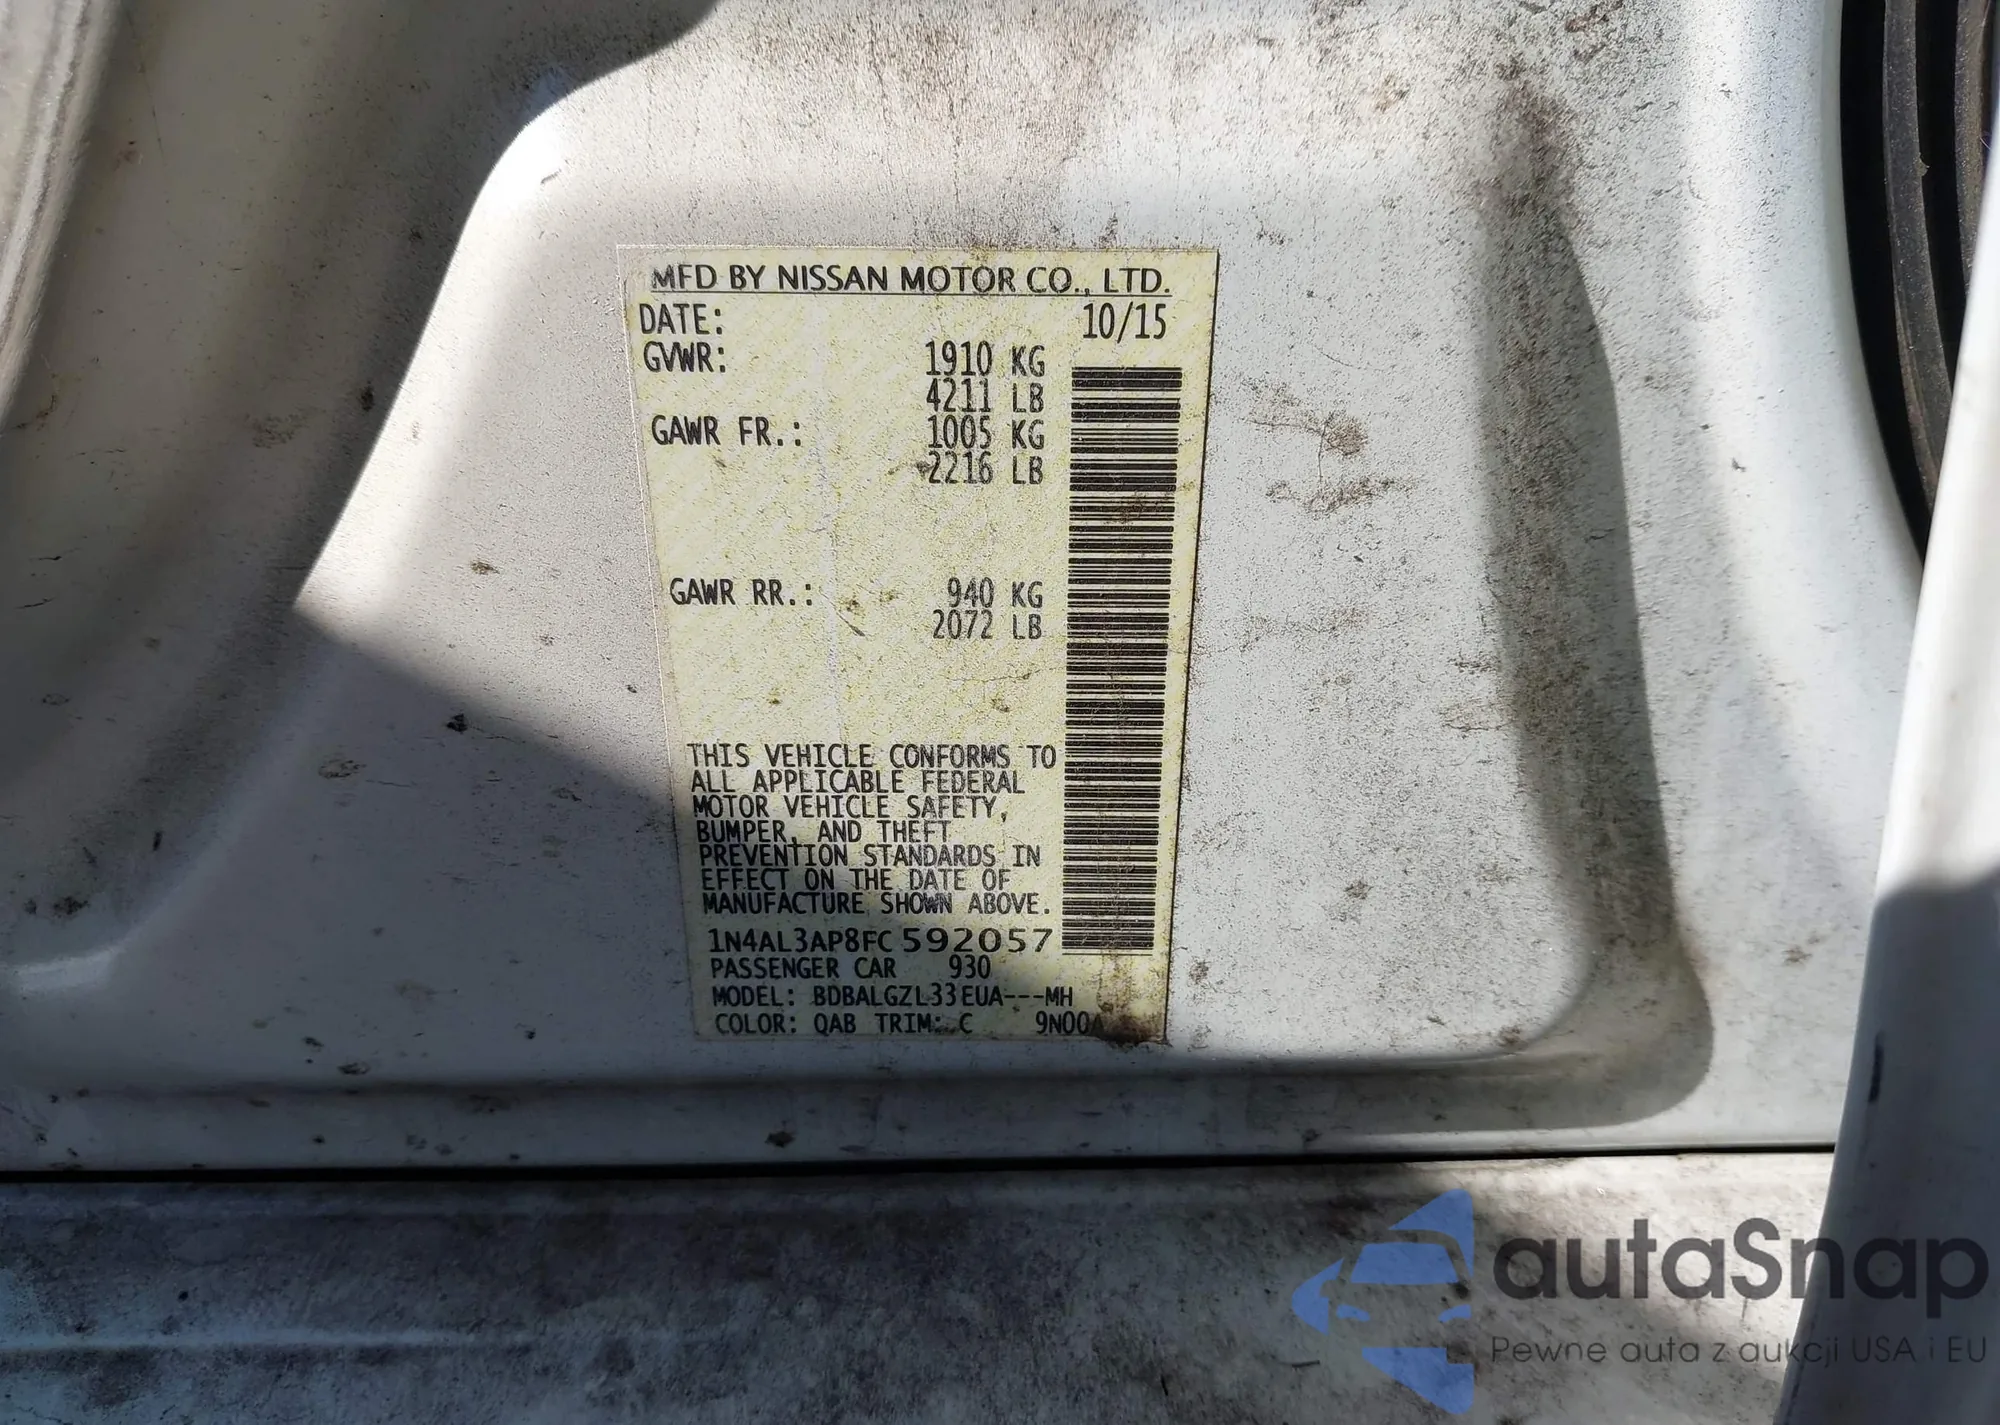 MFD BY NISSAN MOTOR CO., LTD.
DATE: 10/15
GVWR: 1910 KG
4211 LB
GAWR FR.: 1005 KG
2216 LB
GAWR RR.: 940 KG
2072 LB
THIS VEHICLE CONFORMS TO
ALL APPLICABLE FEDERAL
MOTOR VEHICLE SAFETY,
BUMPER, AND THEFT
PREVENTION STANDARDS IN
EFFECT ON THE DATE OF
MANUFACTURE SHOWN ABOVE.
1N4AL3AP8FC592057
PASSENGER CAR 930
MODEL: BDBALGZL33EUA---MH
COLOR: QAB TRIM: C 9N00A
autaSnap
Pewne auta z aukcji USA i EU